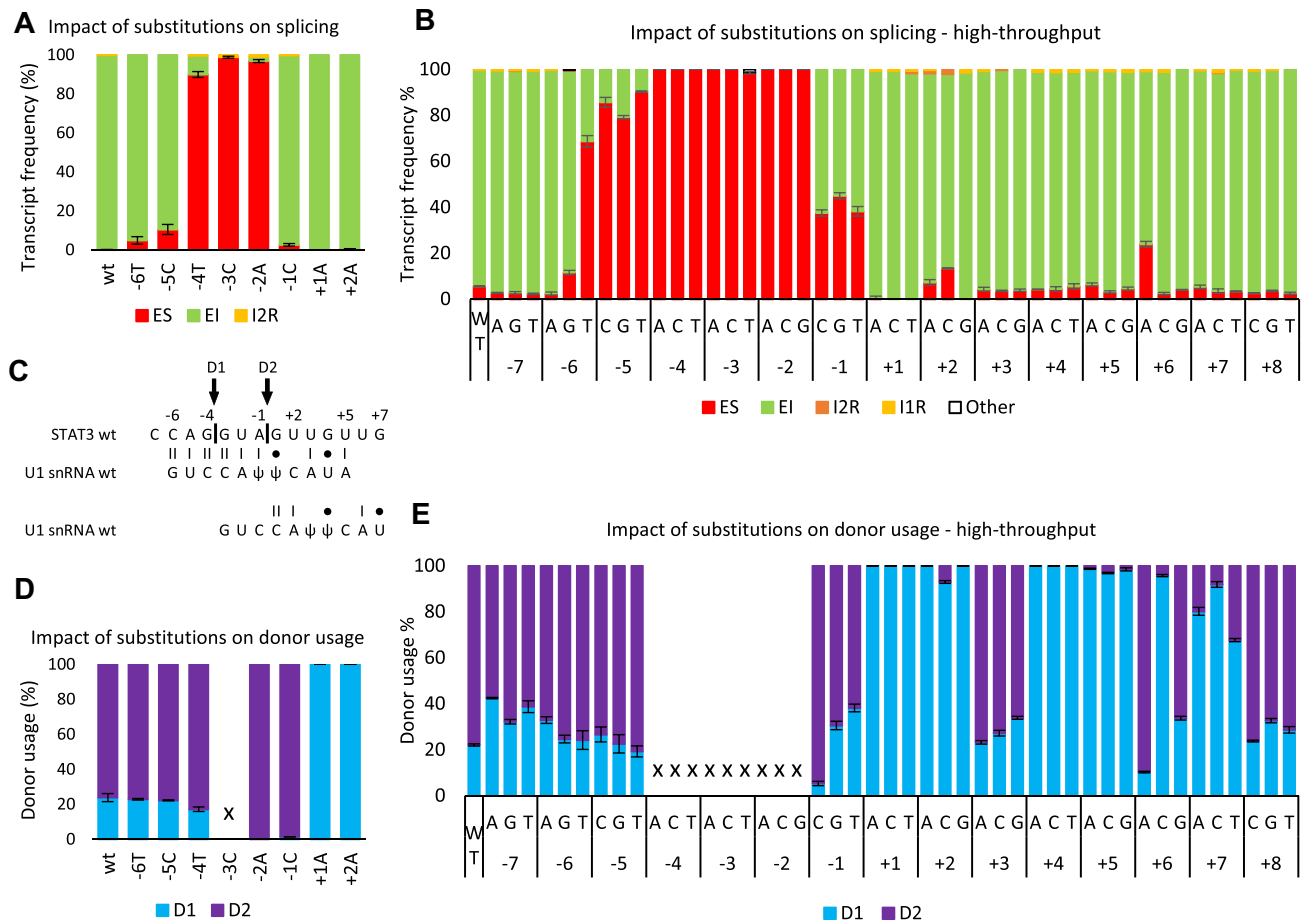 A
Impact of substitutions on splicing
Transcript frequency (%)
100
80
60
40
20
0
wt -6T -5C -4T -3C -2A -1C +1A +2A
ES EI I2R
B
Impact of substitutions on splicing - high-throughput
Transcript frequency %
100
80
60
40
20
0
WT A G T A G T C G T A C T A C T A C G C G T A C T A C G A C G A C T A C G A C G A C T C G T
-7 -6 -5 -4 -3 -2 -1 +1 +2 +3 +4 +5 +6 +7 +8
ES EI I2R I1R Other
C
D1 D2
-6 -4 -1 +2 +5 +7
STAT3 wt C C A G G U A G U U G U U G
U1 snRNA wt G U C C A ψ ψ C A U A
U1 snRNA wt G U C C A ψ ψ C A U
D
Impact of substitutions on donor usage
Donor usage (%)
100
80
60
40
20
0
X
wt -6T -5C -4T -3C -2A -1C +1A +2A
D1 D2
E
Impact of substitutions on donor usage - high-throughput
Donor usage %
100
80
60
40
20
0
X X X X X X X X X
WT A G T A G T C G T A C T A C T A C G C G T A C T A C G A C G A C T A C G A C G A C T C G T
-7 -6 -5 -4 -3 -2 -1 +1 +2 +3 +4 +5 +6 +7 +8
D1 D2